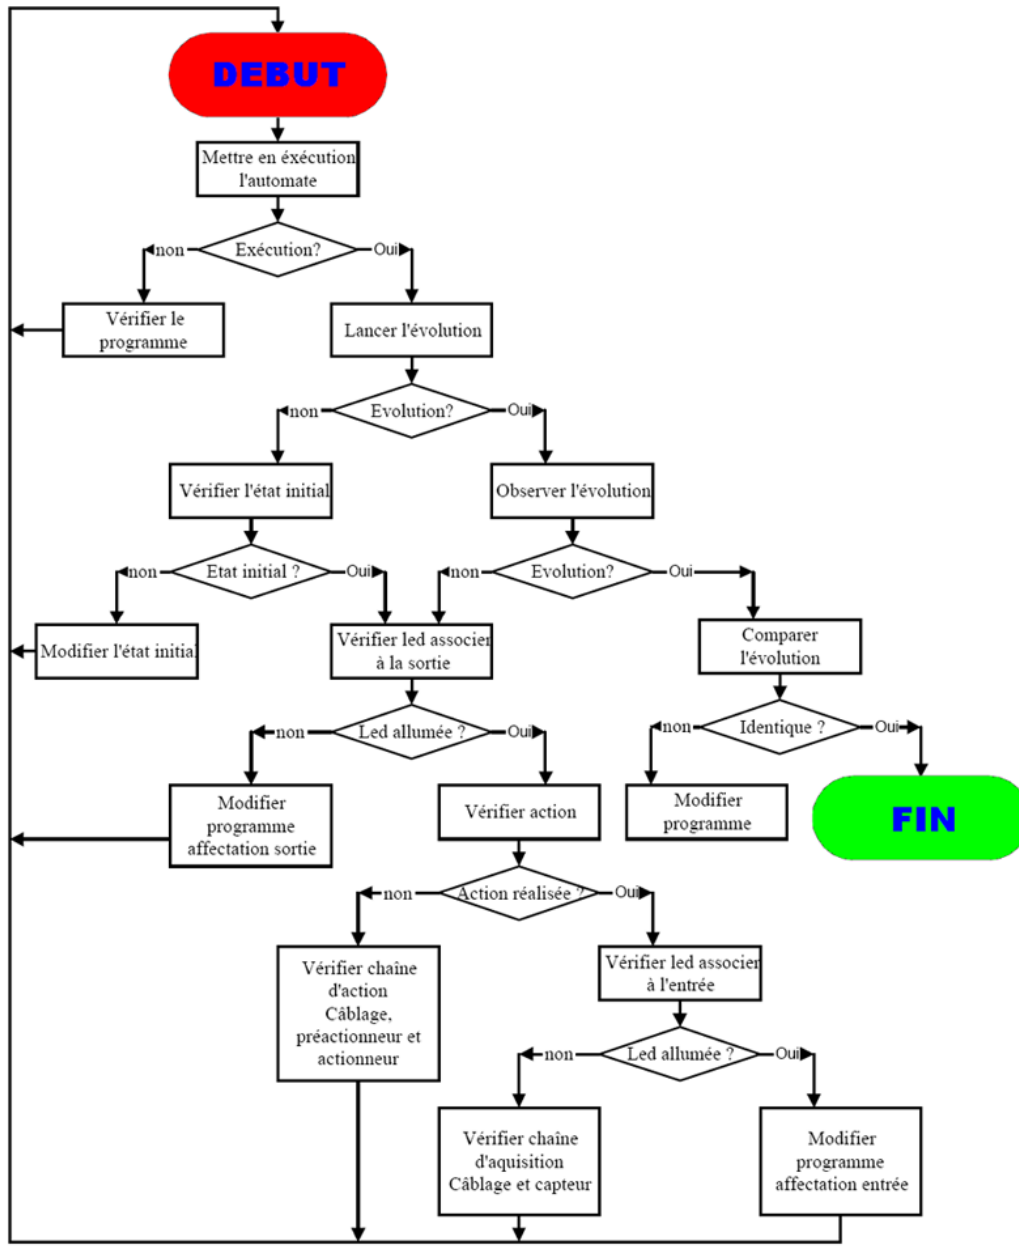 DEBUT
Mettre en éxécution
l'automate
non
Exécution?
Oui
Vérifier le
programme
Lancer l'évolution
non
Evolution?
Oui
Vérifier l'état initial
Observer l'évolution
non
Etat initial ?
Oui
non
Evolution?
Oui
Modifier l'état initial
Vérifier led associer
à la sortie
Comparer
l'évolution
non
Led allumée ?
Oui
non
Identique ?
Oui
Modifier
programme
affectation sortie
Vérifier action
Modifier
programme
FIN
non
Action réalisée ?
Oui
Vérifier chaîne
d'action
Câblage,
préactionneur et
actionneur
Vérifier led associer
à l'entrée
non
Led allumée ?
Oui
Vérifier chaîne
d'aquisition
Câblage et capteur
Modifier
programme
affectation entrée